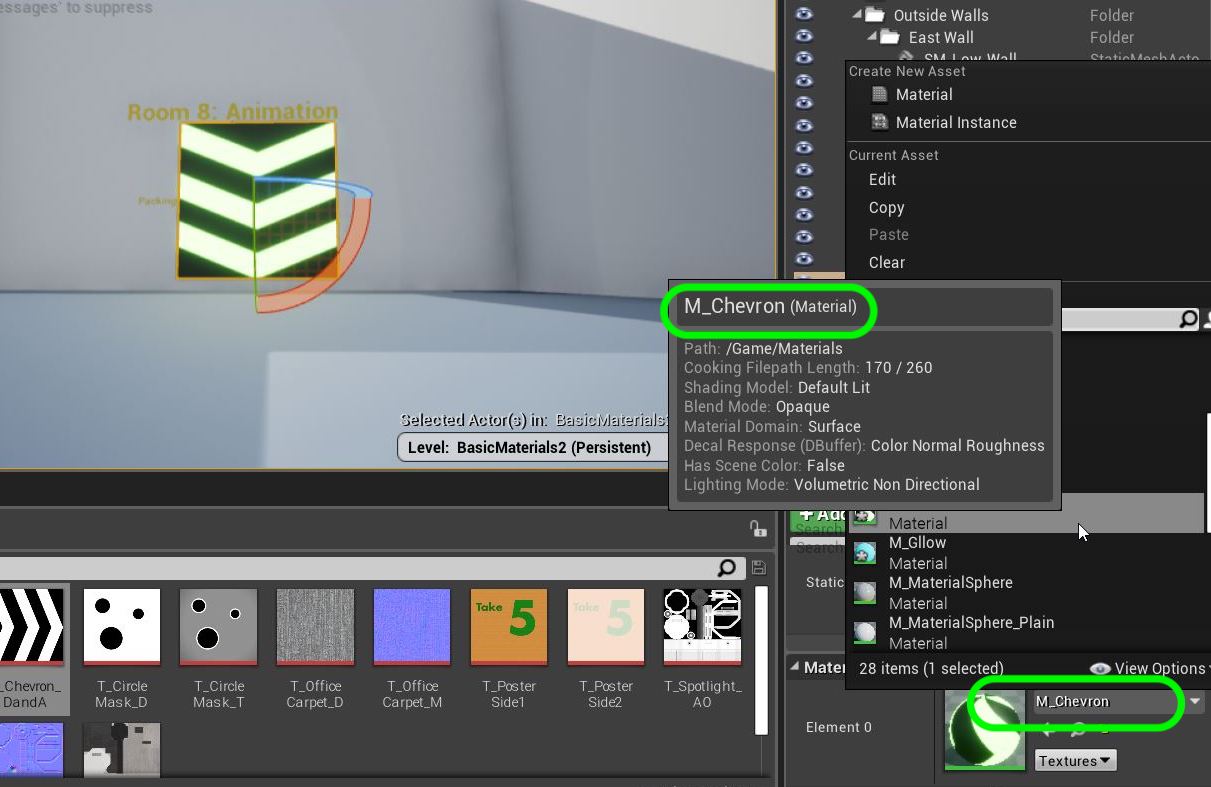 essages' to suppress
Room 8: Animation
Packing
Selected Actor(s) in: BasicMaterials
Level: BasicMaterials2 (Persistent)
Outside Walls Folder
East Wall Folder
SM_Low_Wall StaticMeshActo
Create New Asset
Material
Material Instance
Current Asset
Edit
Copy
Paste
Clear
M_Chevron (Material)
Path: /Game/Materials
Cooking Filepath Length: 170 / 260
Shading Model: Default Lit
Blend Mode: Opaque
Material Domain: Surface
Decal Response (DBuffer): Color Normal Roughness
Has Scene Color: False
Lighting Mode: Volumetric Non Directional
+ Add
Search
Search
Material
M_Gllow
Material
M_MaterialSphere
Material
M_MaterialSphere_Plain
Material
28 items (1 selected) View Options
Static
Mater
Element 0
M_Chevron
Textures
Take 5
Take 5
_Chevron_
DandA
T_Circle
Mask_D
T_Circle
Mask_T
T_Office
Carpet_D
T_Office
Carpet_M
T_Poster
Side1
T_Poster
Side2
T_Spotlight_
AO